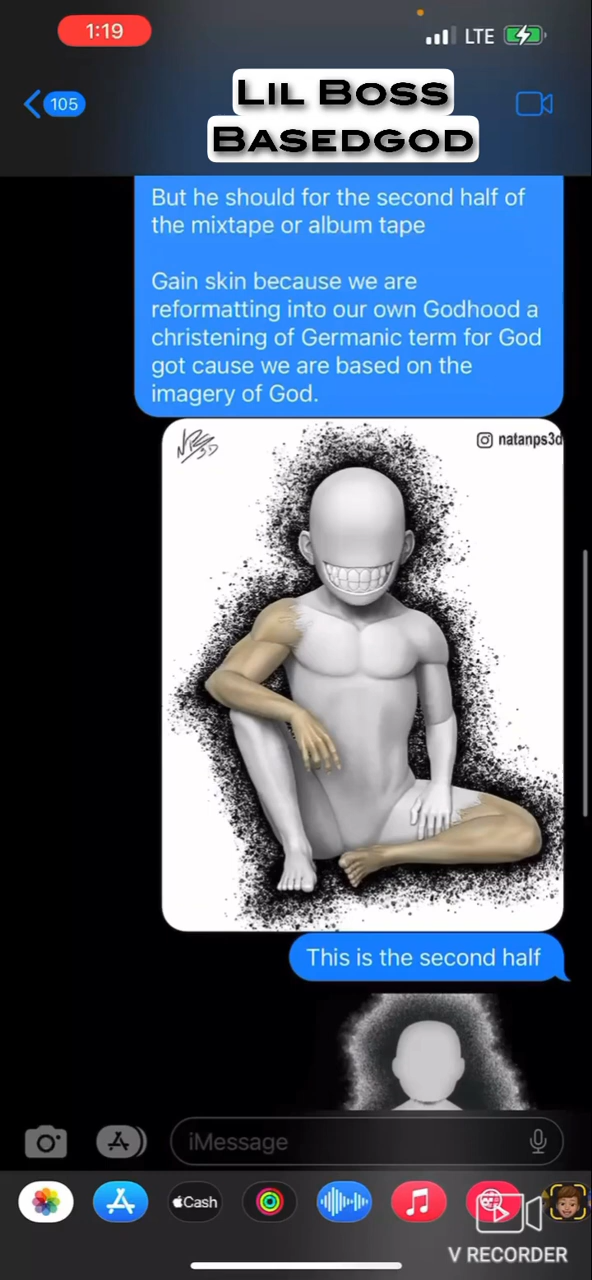 1:19
LTE
105
Lil Boss
Basedgod
But he should for the second half of
the mixtape or album tape
Gain skin because we are
reformatting into our own Godhood a
christening of Germanic term for God
got cause we are based on the
imagery of God.
natanps3d
This is the second half
iMessage
Cash
V RECORDER